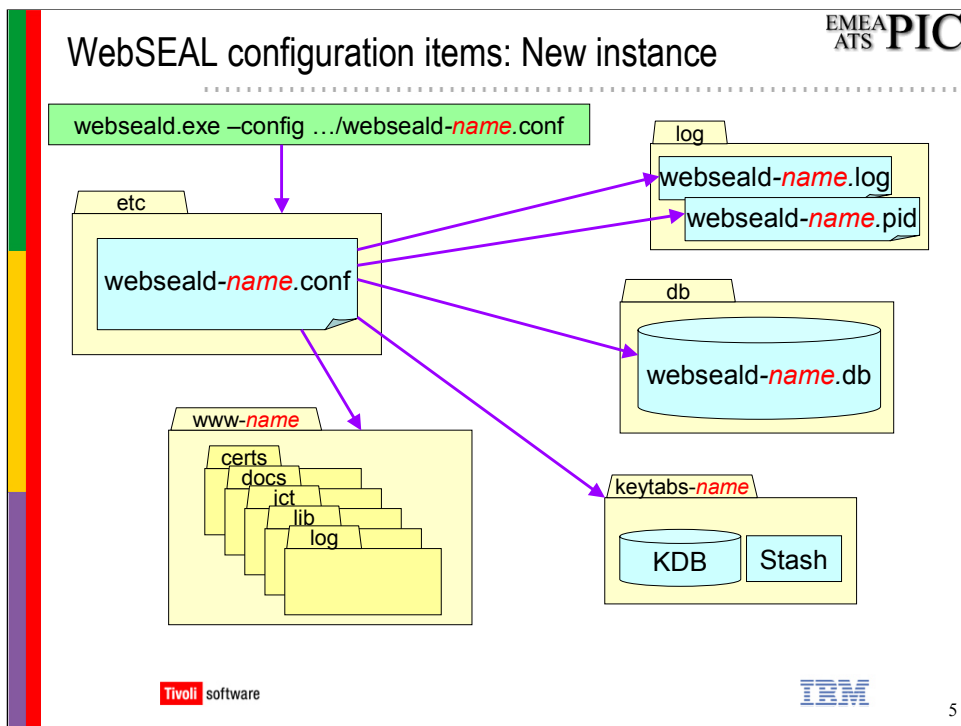 WebSEAL configuration items: New instance
EMEA
ATS PIC
webseald.exe –config …/webseald-name.conf
etc
webseald-name.conf
log
webseald-name.log
webseald-name.pid
db
webseald-name.db
www-name
certs
docs
jct
lib
log
keytabs-name
KDB
Stash
Tivoli software
IBM
5